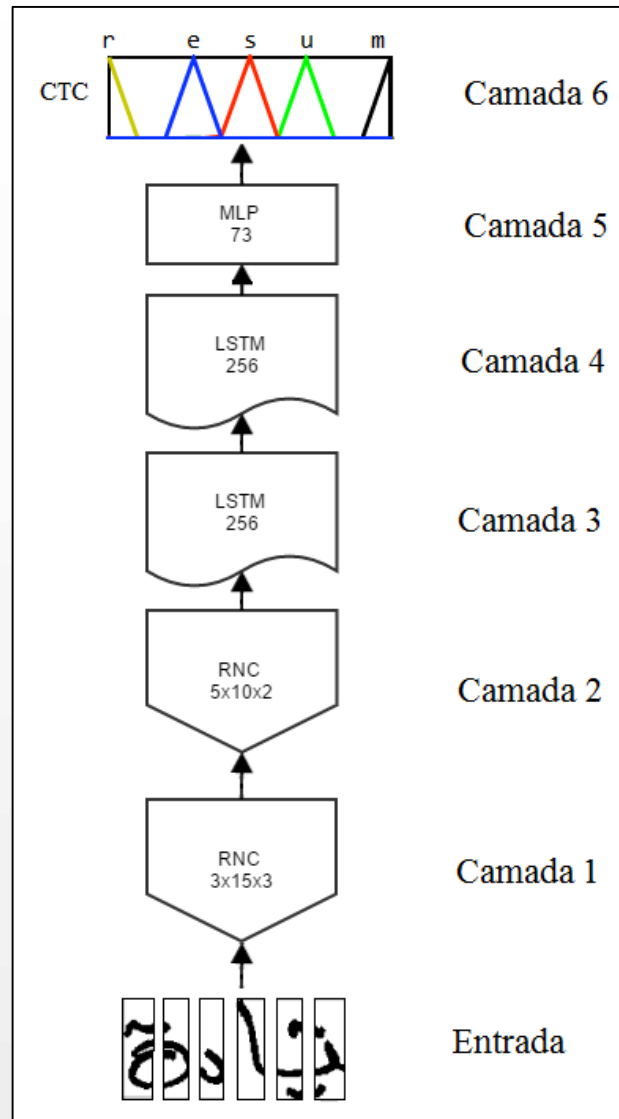 r e s u m
CTC
Camada 6
MLP
73
Camada 5
LSTM
256
Camada 4
LSTM
256
Camada 3
RNC
5x10x2
Camada 2
RNC
3x15x3
Camada 1
Entrada